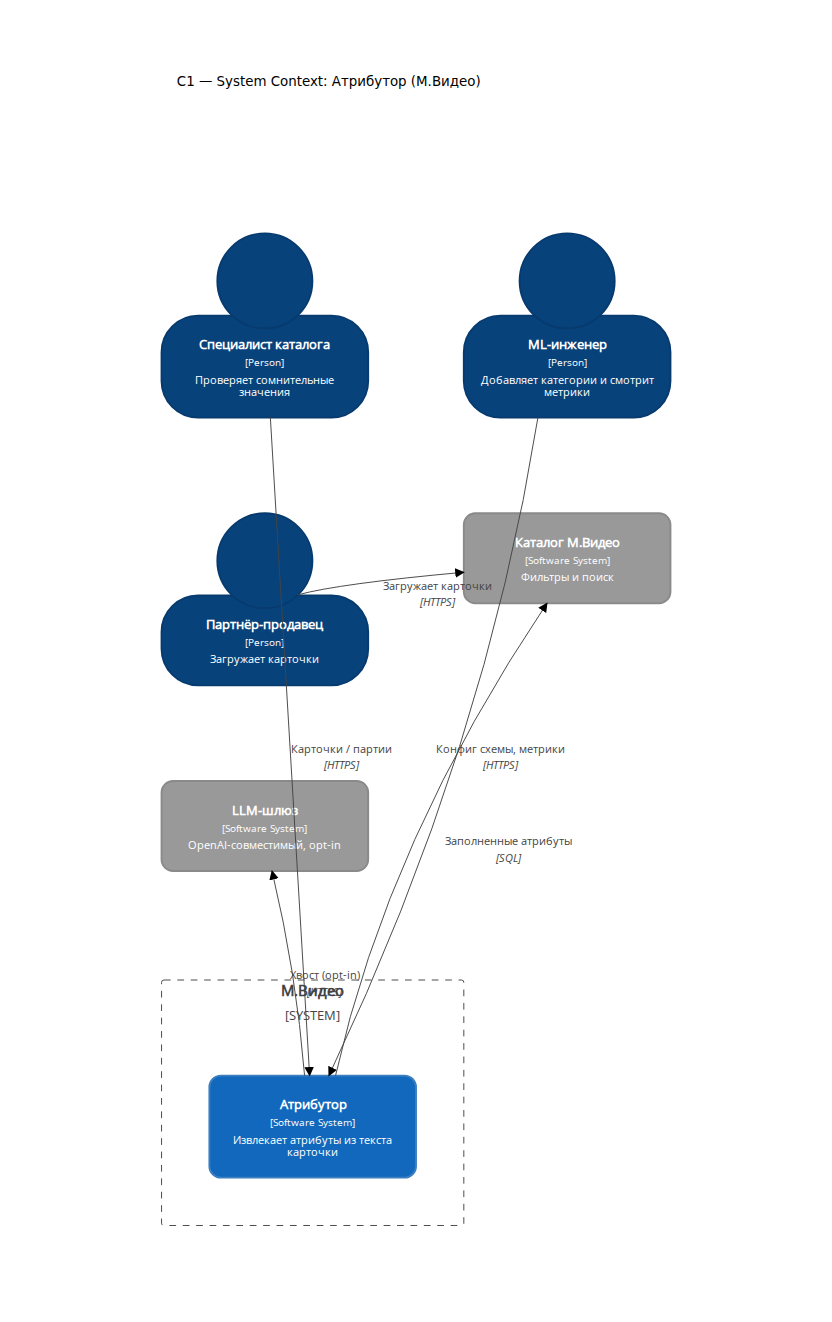 C1 — System Context: Атрибутор (М.Видео)
Специалист каталога
[Person]
Проверяет сомнительные
значения
ML-инженер
[Person]
Добавляет категории и смотрит
метрики
Партнёр-продавец
[Person]
Загружает карточки
Каталог М.Видео
[Software System]
Фильтры и поиск
Загружает карточки
[HTTPS]
Карточки / партии
[HTTPS]
Конфиг схемы, метрики
[HTTPS]
LLM-шлюз
[Software System]
OpenAI-совместимый, opt-in
Заполненные атрибуты
[SQL]
Хвост (opt-in)
М.Видео
[SYSTEM]
Атрибутор
[Software System]
Извлекает атрибуты из текста
карточки